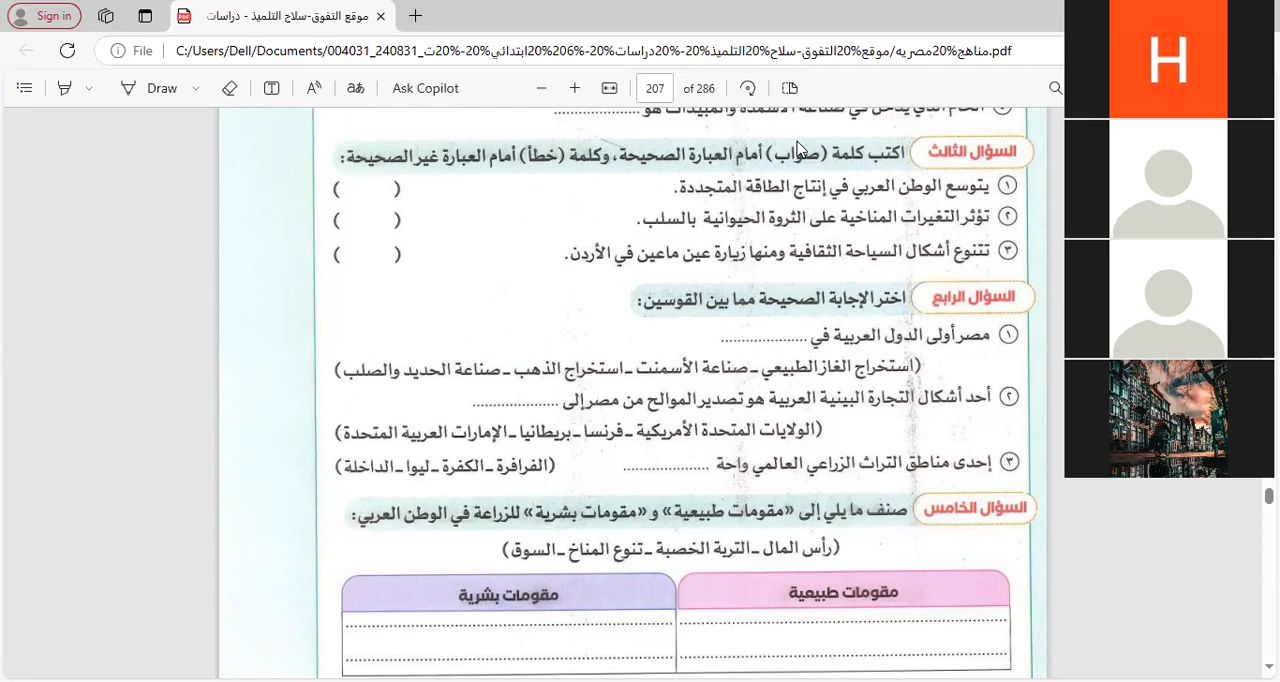 Sign in
موقع التفوق-سلاح التلميذ - دراسات
File
C:/Users/Dell/Documents/004031_240831_ت%20-%20ابتدائي%206%20-%20دراسات%20-%20التلميذ%20سلاح-التفوق%20موقع/مناهج%20مصريه.pdf
Draw
Ask Copilot
207 of 286
السؤال الثالث اكتب كلمة (صواب) أمام العبارة الصحيحة، وكلمة (خطأ) أمام العبارة غير الصحيحة:
١ يتوسع الوطن العربي في إنتاج الطاقة المتجددة. ( )
٢ تؤثر التغيرات المناخية على الثروة الحيوانية بالسلب. ( )
٣ تتنوع أشكال السياحة الثقافية ومنها زيارة عين ماعين في الأردن. ( )
السؤال الرابع اختر الإجابة الصحيحة مما بين القوسين:
١ مصر أولى الدول العربية في ....................
(استخراج الغاز الطبيعي ـ صناعة الأسمنت ـ استخراج الذهب ـ صناعة الحديد والصلب)
٢ أحد أشكال التجارة البينية العربية هو تصدير الموالح من مصر إلى ....................
(الولايات المتحدة الأمريكية ـ فرنسا ـ بريطانيا ـ الإمارات العربية المتحدة)
٣ إحدى مناطق التراث الزراعي العالمي واحة .................... (الفرافرة ـ الكفرة ـ ليوا ـ الداخلة)
السؤال الخامس صنف ما يلي إلى «مقومات طبيعية» و «مقومات بشرية» للزراعة في الوطن العربي:
(رأس المال ـ التربة الخصبة ـ تنوع المناخ ـ السوق)
مقومات طبيعية مقومات بشرية
H